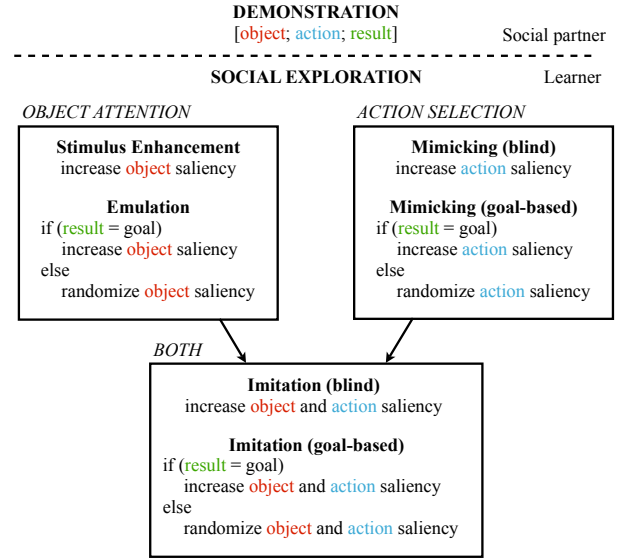 DEMONSTRATION
[object; action; result]
Social partner
SOCIAL EXPLORATION
Learner
OBJECT ATTENTION
Stimulus Enhancement
increase object saliency
Emulation
if (result = goal)
increase object saliency
else
randomize object saliency
ACTION SELECTION
Mimicking (blind)
increase action saliency
Mimicking (goal-based)
if (result = goal)
increase action saliency
else
randomize action saliency
BOTH
Imitation (blind)
increase object and action saliency
Imitation (goal-based)
if (result = goal)
increase object and action saliency
else
randomize object and action saliency